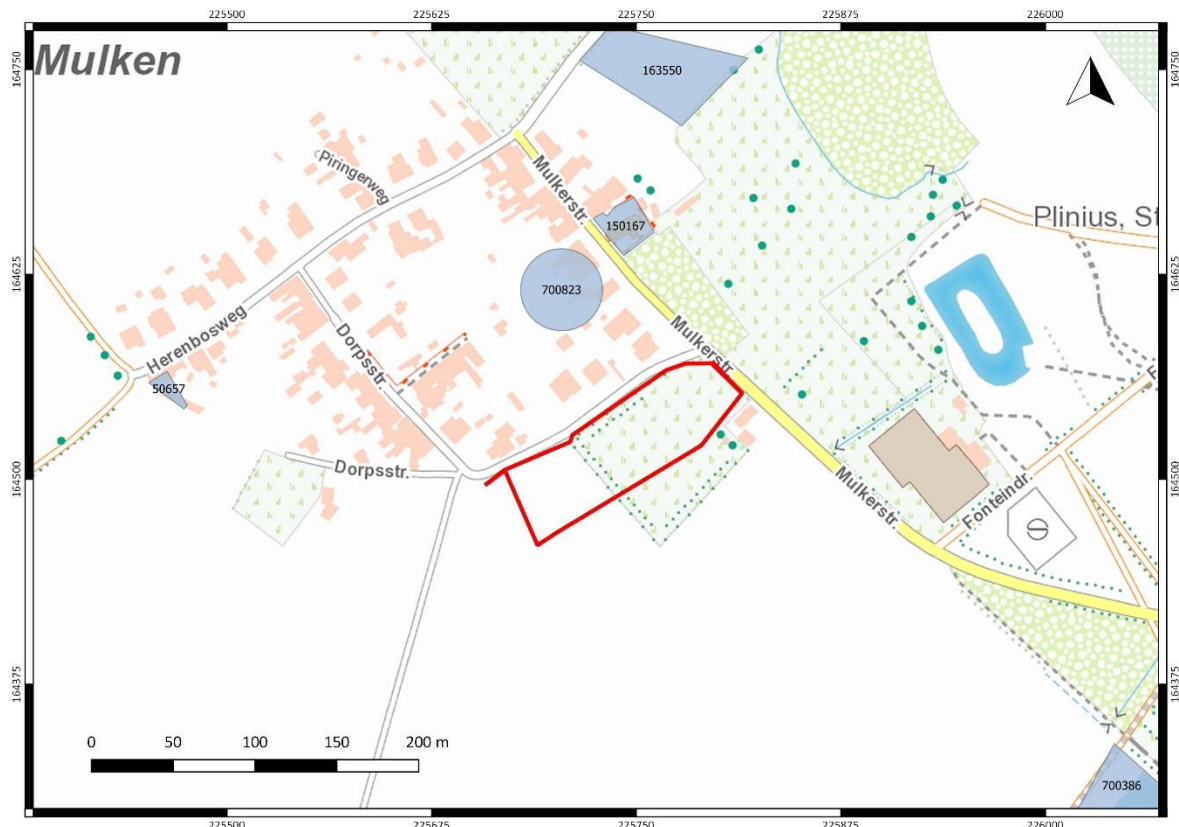 225500 225625 225750 225875 226000
Mulken
164750 164750
163550
Piringerweg
Mulkerstr.
150167
Plinius, St
164625 164625
700823
Herenbosweg
Dorpsstr.
Mulkerstr.
50657
F
Dorpsstr.
164500 164500
Mulkerstr.
Fonteindr.
164375 164375
0 50 100 150 200 m
700386
225500 225625 225750 225875 226000